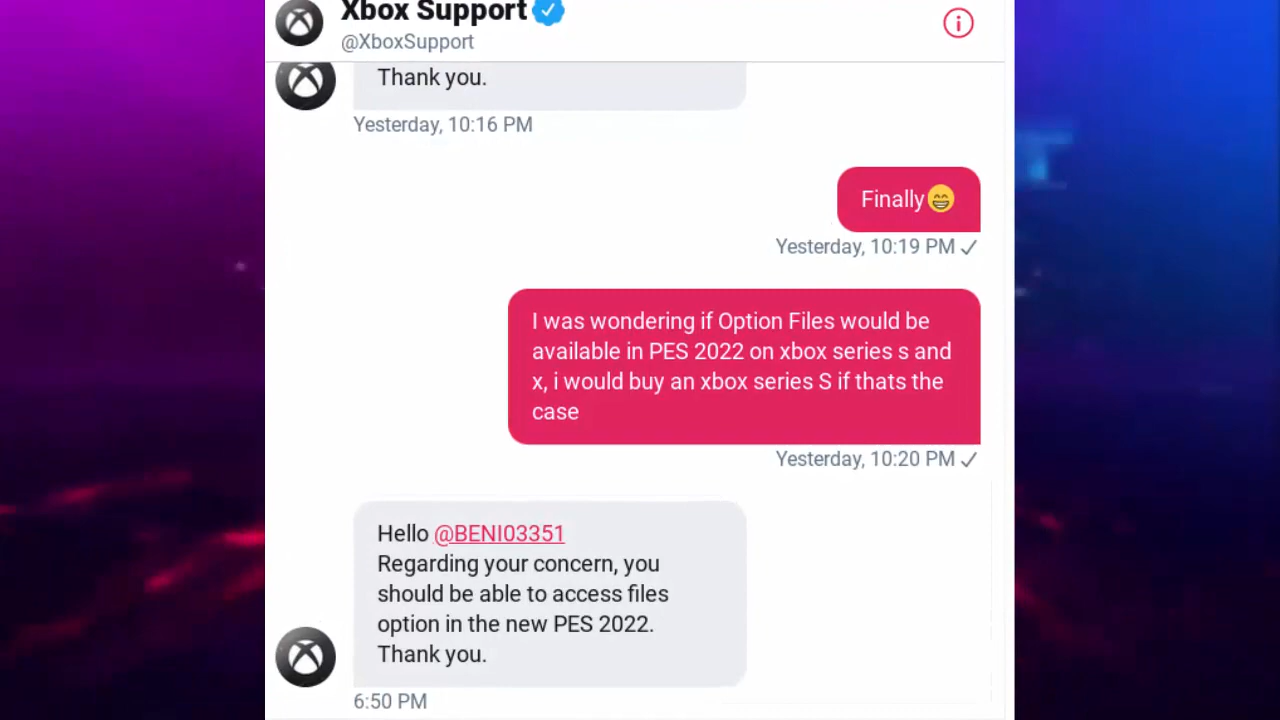 Xbox Support
@XboxSupport
Thank you.
Yesterday, 10:16 PM
Finally😁
Yesterday, 10:19 PM ✓
I was wondering if Option Files would be
available in PES 2022 on xbox series s and
x, i would buy an xbox series S if thats the
case
Yesterday, 10:20 PM ✓
Hello @BENI03351
Regarding your concern, you
should be able to access files
option in the new PES 2022.
Thank you.
6:50 PM